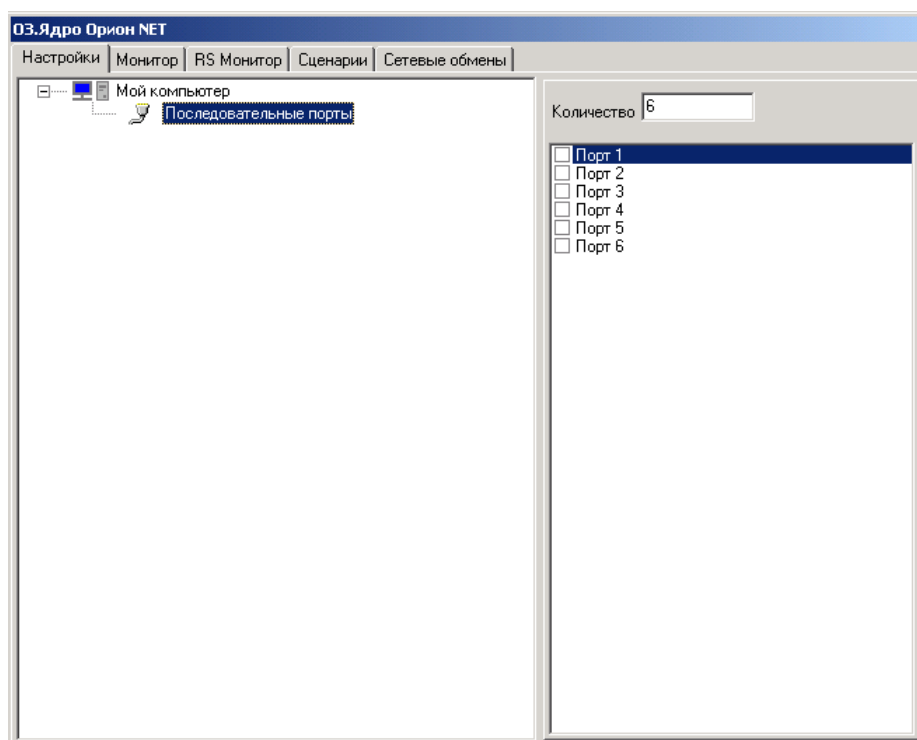 ОЗ.Ядро Орион NET
Настройки Монитор RS Монитор Сценарии Сетевые обмены
Мой компьютер
Последовательные порты
Количество 6
Порт 1
Порт 2
Порт 3
Порт 4
Порт 5
Порт 6